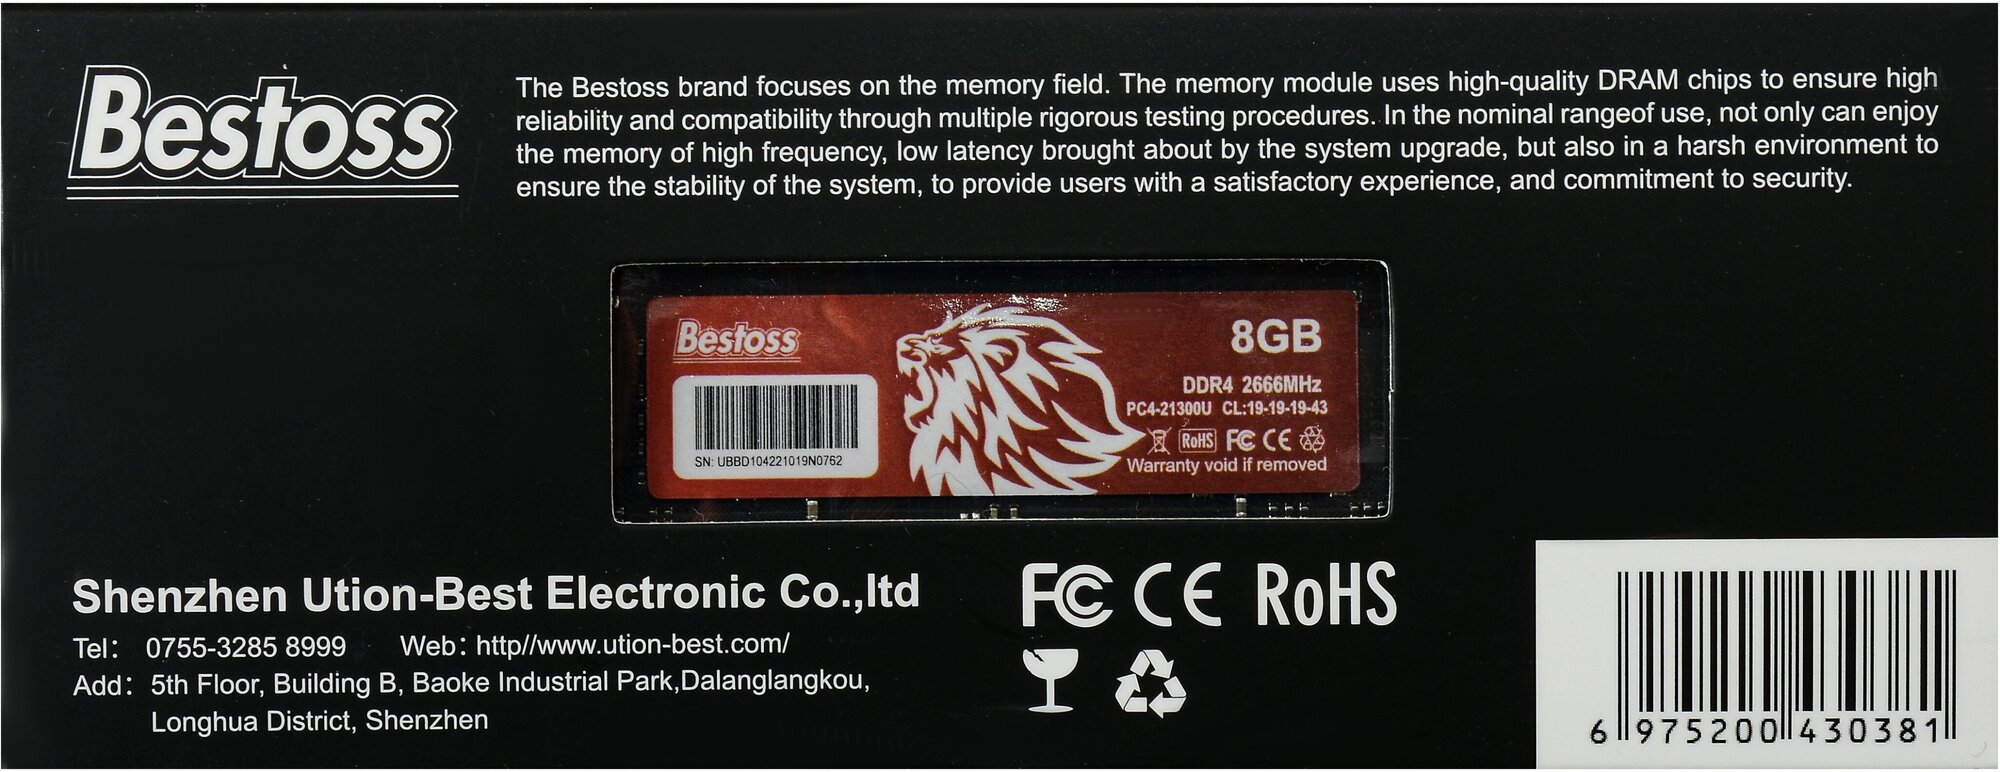 Bestoss
The Bestoss brand focuses on the memory field. The memory module uses high-quality DRAM chips to ensure high
reliability and compatibility through multiple rigorous testing procedures. In the nominal rangeof use, not only can enjoy
the memory of high frequency, low latency brought about by the system upgrade, but also in a harsh environment to
ensure the stability of the system, to provide users with a satisfactory experience, and commitment to security.
Bestoss
SN: UBBD104221019N0762
8GB
DDR4 2666MHz
PC4-21300U CL:19-19-19-43
RoHS FC CE
Warranty void if removed
Shenzhen Ution-Best Electronic Co.,ltd
Tel: 0755-3285 8999 Web: http//www.ution-best.com/
Add: 5th Floor, Building B, Baoke Industrial Park,Dalanglangkou,
Longhua District, Shenzhen
FC CE RoHS
6 975200 430381